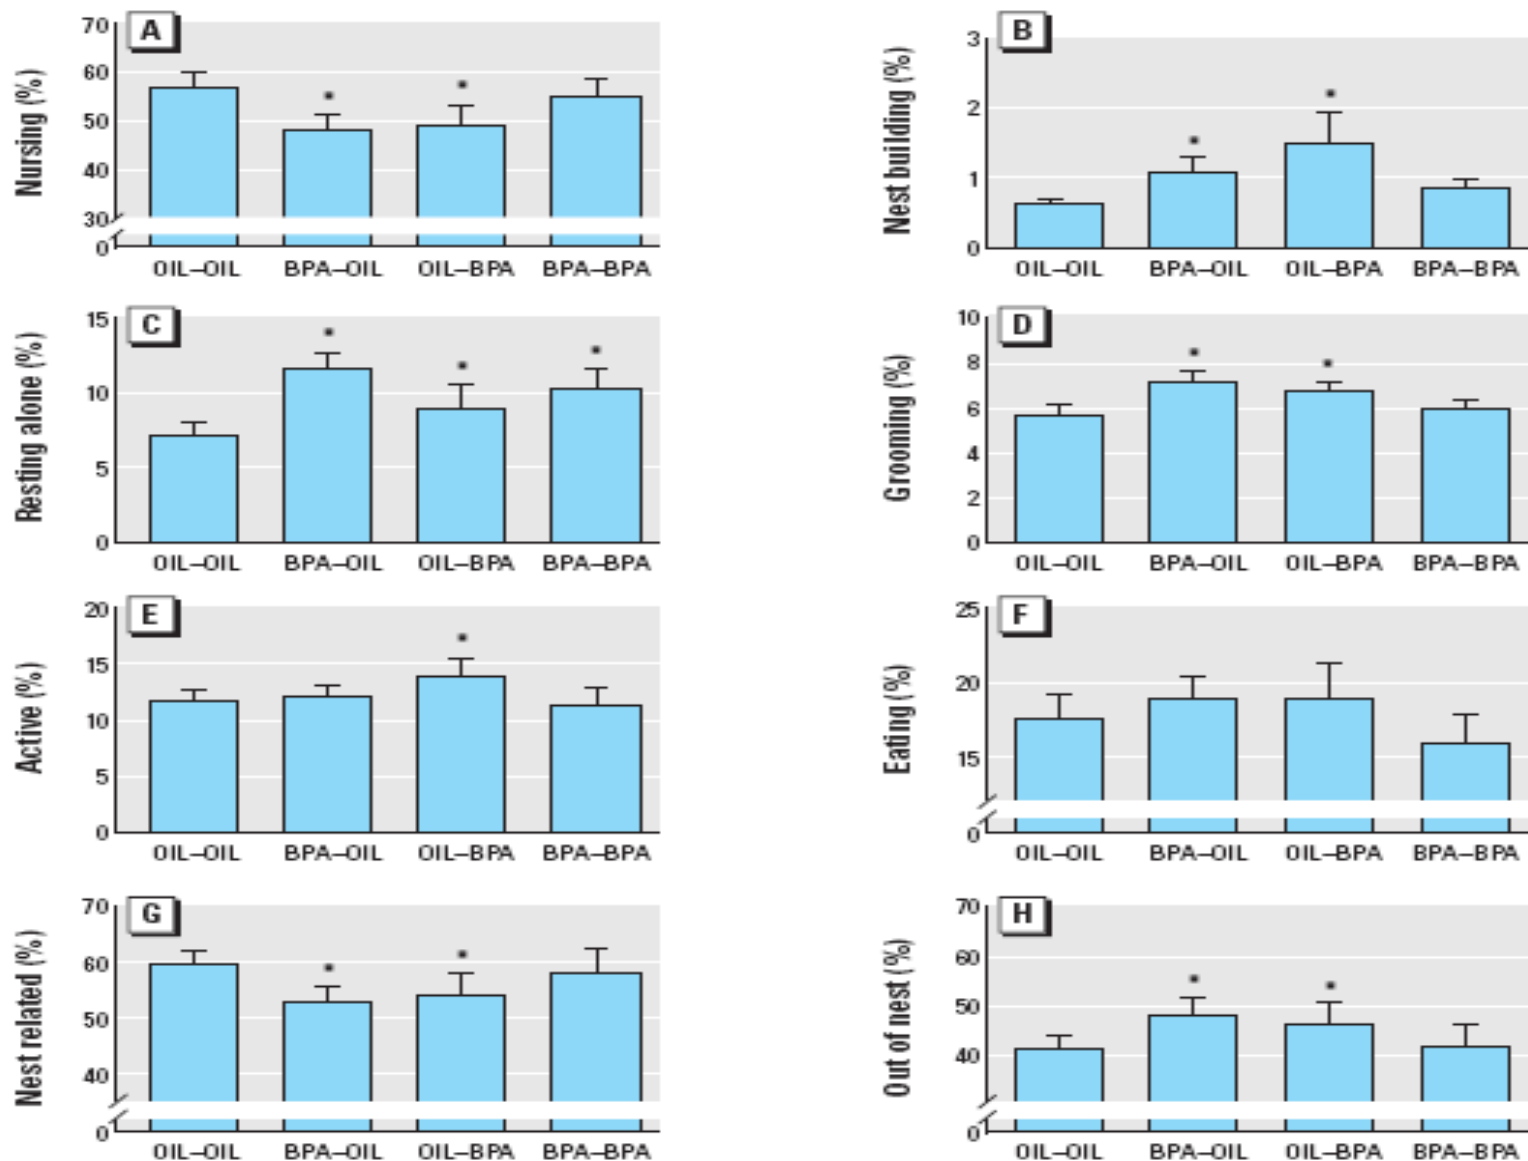 A
Nursing (%)
70
60
50
40
30
0
OIL–OIL BPA–OIL OIL–BPA BPA–BPA
B
Nest building (%)
3
2
1
0
OIL–OIL BPA–OIL OIL–BPA BPA–BPA
C
Resting alone (%)
15
10
5
0
OIL–OIL BPA–OIL OIL–BPA BPA–BPA
D
Grooming (%)
10
8
6
4
2
0
OIL–OIL BPA–OIL OIL–BPA BPA–BPA
E
Active (%)
20
15
10
5
0
OIL–OIL BPA–OIL OIL–BPA BPA–BPA
F
Eating (%)
25
20
15
0
OIL–OIL BPA–OIL OIL–BPA BPA–BPA
G
Nest related (%)
70
60
50
40
0
OIL–OIL BPA–OIL OIL–BPA BPA–BPA
H
Out of nest (%)
70
60
50
40
0
OIL–OIL BPA–OIL OIL–BPA BPA–BPA